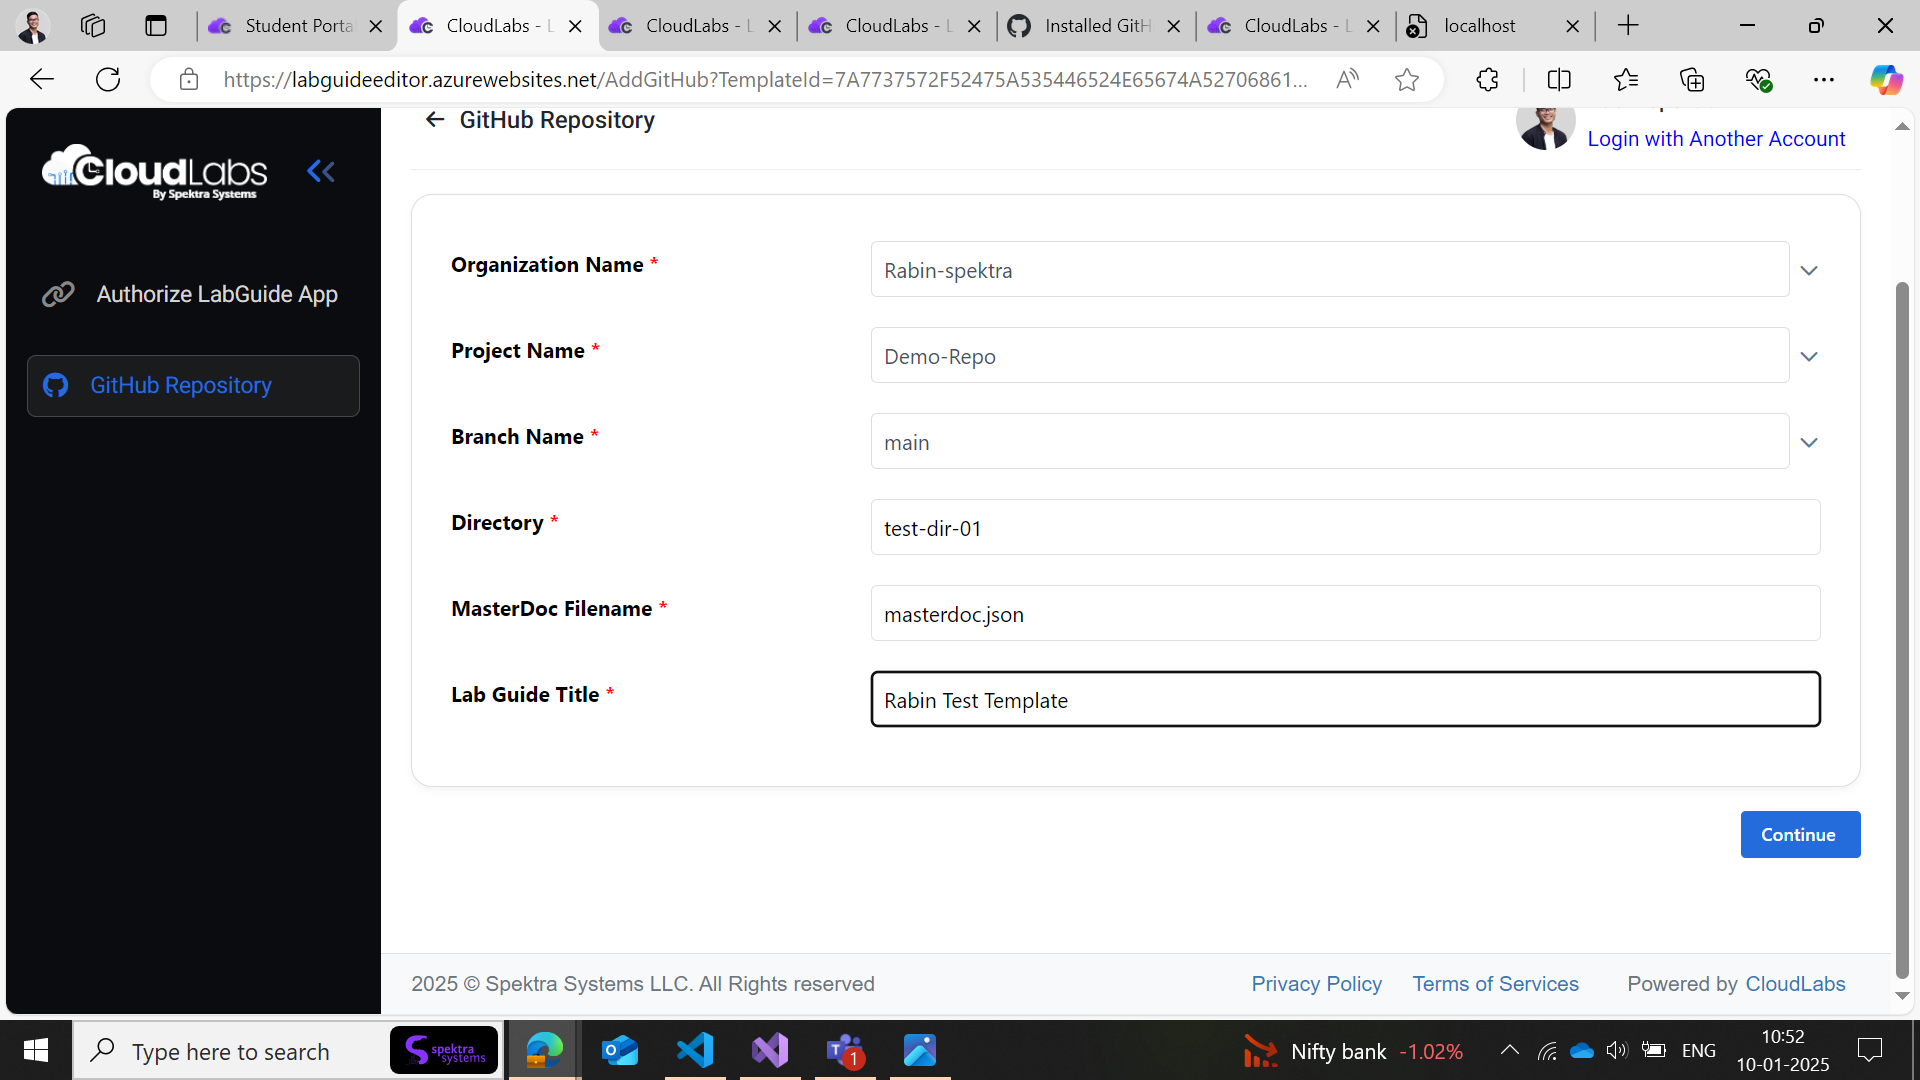 Student Porta
CloudLabs - L
CloudLabs - L
CloudLabs - L
Installed GitH
CloudLabs - L
localhost
https://labguideeditor.azurewebsites.net/AddGitHub?TemplateId=7A7737572F52475A535446524E65674A52706861...
CloudLabs
By Spektra Systems
Authorize LabGuide App
GitHub Repository
GitHub Repository
Login with Another Account
Organization Name *
Rabin-spektra
Project Name *
Demo-Repo
Branch Name *
main
Directory *
test-dir-01
MasterDoc Filename *
masterdoc.json
Lab Guide Title *
Rabin Test Template
Continue
2025 © Spektra Systems LLC. All Rights reserved
Privacy Policy
Terms of Services
Powered by CloudLabs
Type here to search
spektra
systems
1
Nifty bank -1.02%
ENG
10:52
10-01-2025